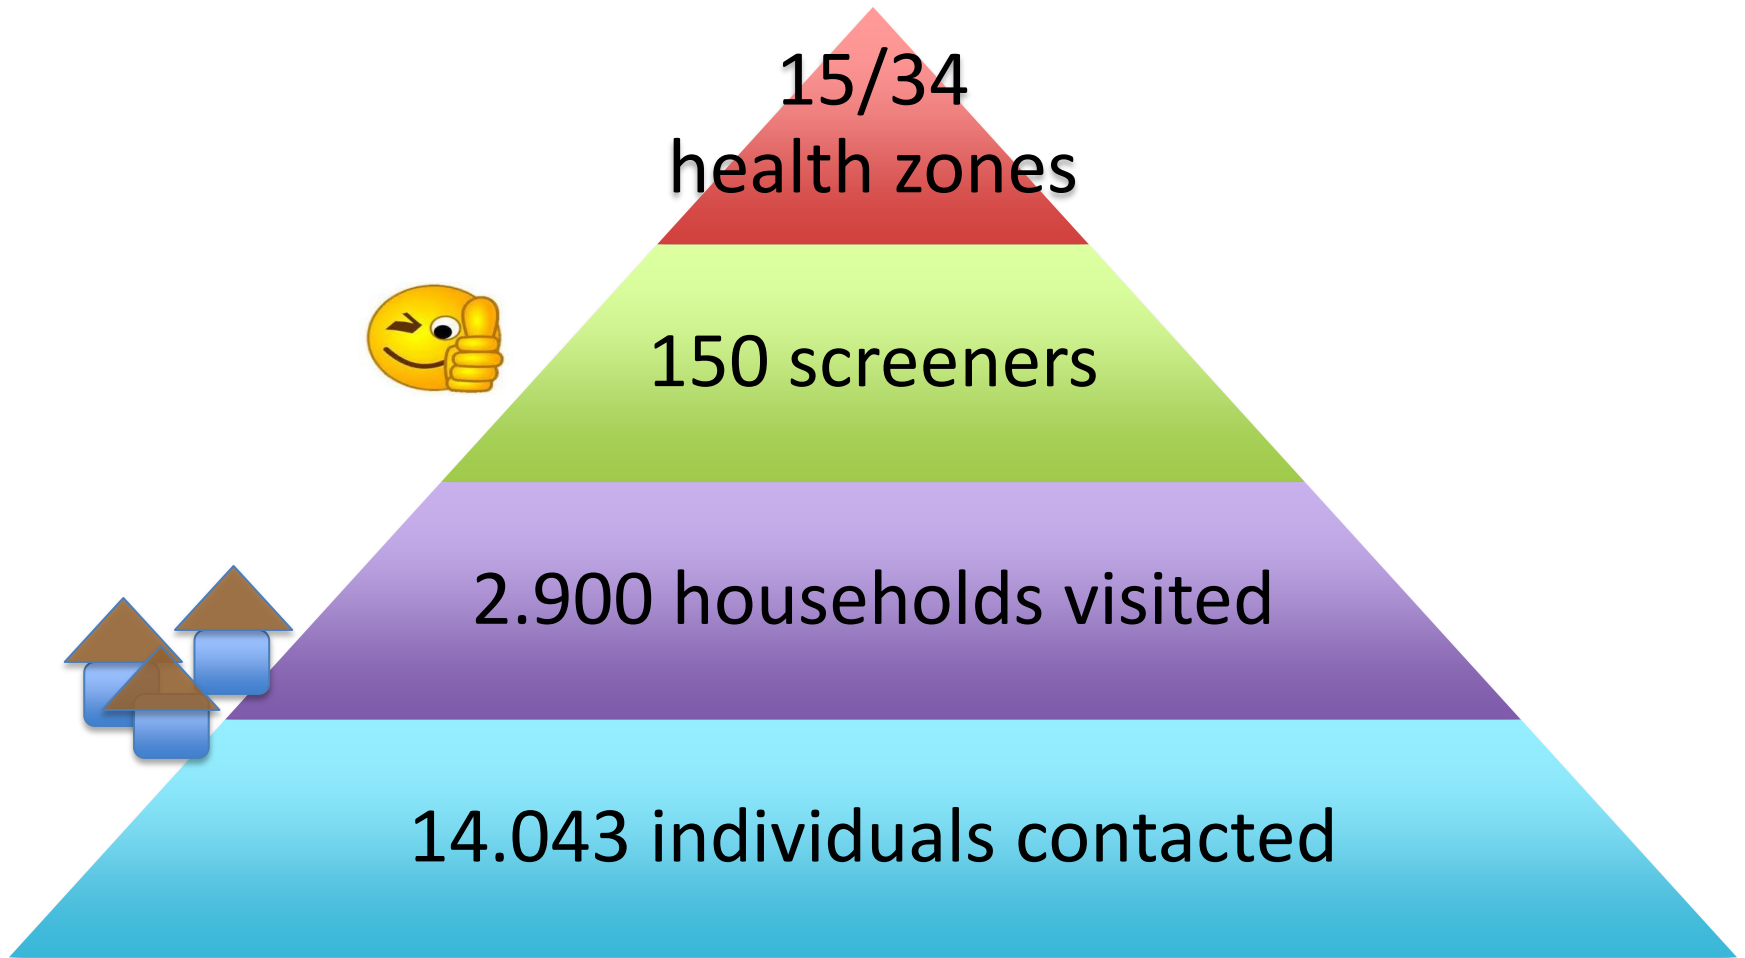 15/34
health zones
150 screeners
2.900 households visited
14.043 individuals contacted